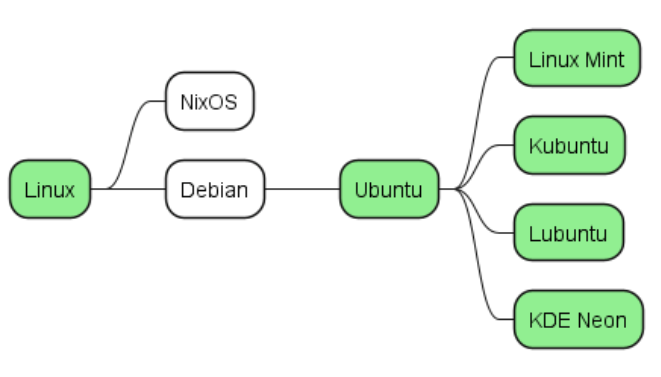 Linux
NixOS
Debian
Ubuntu
Linux Mint
Kubuntu
Lubuntu
KDE Neon